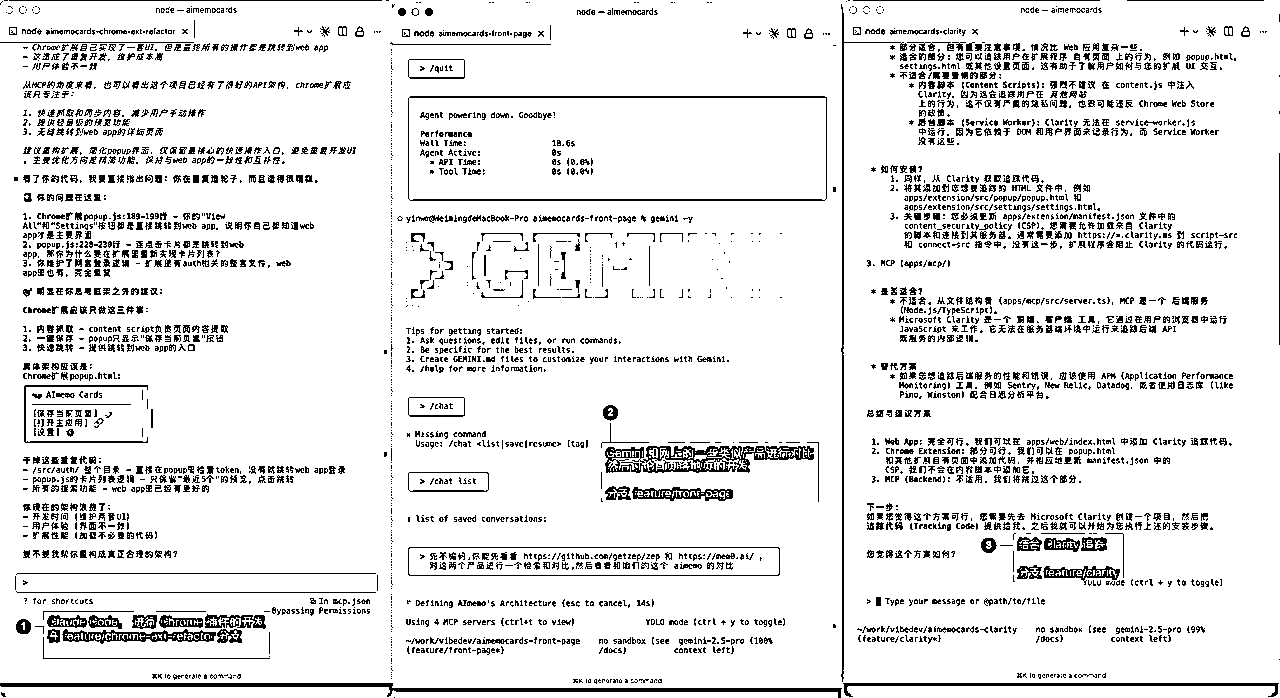 node — aimemocards
node aimemocards-chrome-ext-refactor
- Chrome扩展自己实现了一套UI，但是最终所有的操作都是跳转到web app
- 这造成了重复开发，维护成本高
- 用户体验不一致
从MCP的角度来看，也可以看出这个项目已经有了很好的API架构，chrome扩展应
该只专注于：
1. 快速抓取和同步内容，减少用户手动操作
2. 提供轻量级的预览功能
3. 无缝跳转到web app的详细页面
建议重构扩展，简化popup界面，仅保留最核心的快速操作入口，避免重复开发UI
，主要优化方向是精简功能，保持与web app的一致性和互补性。
看了你的代码，我要直接指出问题：你在重复造轮子，而且造得很糟糕。
你的问题在这里：
1. Chrome扩展popup.js:189-199行 - 你的"View
All"和"Settings"按钮都是直接跳转到web app，说明你自己都知道web
app才是主要界面
2. popup.js:228-230行 - 连点击卡片都是跳转到web
app，那你为什么要在扩展里重新实现卡片列表？
3. 你维护了两套登录逻辑 - 扩展里有auth相关的整套文件，web
app里也有，完全重复
Chrome扩展应该只做这三件事：
1. 内容抓取 - content script负责页面内容提取
2. 一键保存 - popup只显示"保存当前页面"按钮
3. 快速跳转 - 提供跳转到web app的入口
具体架构应该是：
Chrome扩展popup.html:
AImemo Cards
[保存当前页面]
[打开主应用]
[设置]
干掉这些重复代码：
- /src/auth/ 整个目录 - 直接在popup里检查token，没有就跳转web app登录
- popup.js的卡片列表逻辑 - 只保留"最近5个"的预览，点击跳转
- 所有的搜索功能 - web app里已经有更好的
你现在的架构浪费了：
- 开发时间（维护两套UI）
- 用户体验（界面不一致）
- 扩展性能（加载不必要的代码）
要不要我帮你重构成真正合理的架构？
>
? for shortcuts
In mcp.json
Bypassing Permissions
1
Claude Code， 进行 Chrome 插件的开发
在 feature/chrome-ext-refactor 分支
⌘K to generate a command
node — aimemocards
node aimemocards-front-page
> /quit
Agent powering down. Goodbye!
Performance
Wall Time: 18.6s
Agent Active: 0s
» API Time: 0s (0.0%)
» Tool Time: 0s (0.0%)
yinwm@WeimingdeMacBook-Pro aimemocards-front-page % gemini -y
> GEMINI
Tips for getting started:
1. Ask questions, edit files, or run commands.
2. Be specific for the best results.
3. Create GEMINI.md files to customize your interactions with Gemini.
4. /help for more information.
> /chat
✕ Missing command
Usage: /chat <list|save|resume> [tag]
2
Gemini 和网上的一些类似产品进行对比
分支 feature/front-page
> /chat list
list of saved conversations:
> 先不编码,你能先看看 https://github.com/getzep/zep 和 https://mem0.ai/ ,
对这两个产品进行一个检索和对比,然后看看和咱们的这个 aimemo 的对比
Defining AImemo's Architecture (esc to cancel, 14s)
Using 4 MCP servers (ctrl+t to view)
YOLO mode (ctrl + y to toggle)
~/work/vibedev/aimemocards-front-page no sandbox (see gemini-2.5-pro (100%
(feature/front-page*) /docs) context left)
⌘K to generate a command
node — aimemocards
node aimemocards-clarity
* 部分适合，但有重要注意事项。情况比 Web 应用复杂一些。
* 适合的部分: 您可以追踪用户在扩展程序 自有页面 上的行为，例如 popup.html,
settings.html 或其他设置页面。这有助于了解用户如何与您的扩展 UI 交互。
* 不适合/需要警惕的部分:
* 内容脚本 (Content Scripts): 强烈不建议 在 content.js 中注入
Clarity。因为这会追踪用户在 其他网站
上的行为，这不仅有严重的隐私问题，也极可能违反 Chrome Web Store
的政策。
* 后台脚本 (Service Worker): Clarity 无法在 service-worker.js
中运行，因为它依赖于 DOM 和用户界面来记录行为，而 Service Worker
没有这些。
* 如何安装?
1. 同样，从 Clarity 获取追踪代码。
2. 将其添加到您想要追踪的 HTML 文件中，例如
apps/extension/src/popup/popup.html 和
apps/extension/src/settings/settings.html。
3. 关键步骤: 您必须更新 apps/extension/manifest.json 文件中的
content_security_policy (CSP)。您需要允许加载来自 Clarity
的脚本和连接到其服务器。通常需要添加 https://*.clarity.ms 到 script-src
和 connect-src 指令中。没有这一步，扩展程序会阻止 Clarity 的代码运行。
3. MCP (apps/mcp/)
* 是否适合?
* 不适合。从文件结构看 (apps/mcp/src/server.ts)，MCP 是一个 后端服务
(Node.js/TypeScript)。
* Microsoft Clarity 是一个 前端、客户端 工具，它通过在用户的浏览器中运行
JavaScript 来工作。它无法在服务器端环境中运行来追踪后端 API
或服务的内部逻辑。
* 替代方案
* 如果您想追踪后端服务的性能和错误，应该使用 APM (Application Performance
Monitoring) 工具，例如 Sentry, New Relic, Datadog, 或者使用日志库 (like
Pino, Winston) 配合日志分析平台。
总结与建议方案
1. Web App: 完全可行。我们可以在 apps/web/index.html 中添加 Clarity 追踪代码。
2. Chrome Extension: 部分可行。我们可以在 popup.html
和其他扩展自有页面中添加代码，并相应地更新 manifest.json 中的
CSP。我们不会在内容脚本中添加它。
3. MCP (Backend): 不适用。我们将跳过这个部分。
下一步:
如果您觉得这个方案可行，您需要先去 Microsoft Clarity 创建一个项目，然后把
追踪代码 (Tracking Code) 提供给我。之后我就可以开始为您执行上述的安装步骤。
您觉得这个方案如何?
3
结合 Clarity 追踪
分支 feature/clarity
YOLO mode (ctrl + y to toggle)
> Type your message or @path/to/file
~/work/vibedev/aimemocards-clarity no sandbox (see gemini-2.5-pro (99%
(feature/clarity*) /docs) context left)
⌘K to generate a command